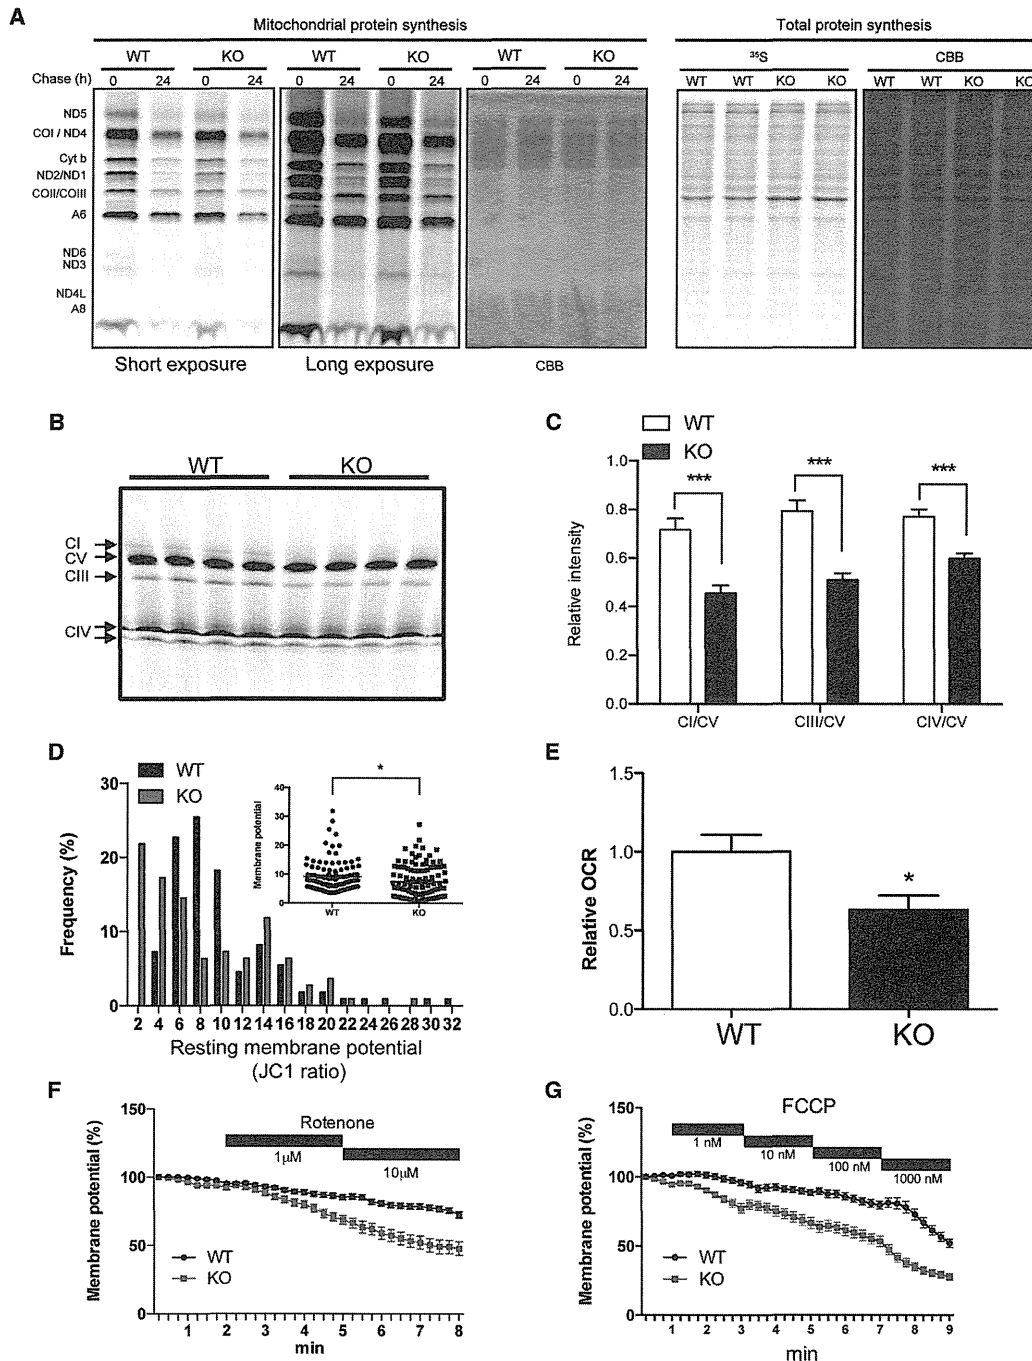 A
Mitochondrial protein synthesis
Total protein synthesis
WT KO WT KO WT KO ³⁵S CBB
Chase (h) 0 24 0 24 0 24 0 24 0 24 0 24 WT WT KO KO WT WT KO KO
ND5
COI / ND4
Cyt b
ND2/ND1
COII/COIII
A6
ND6
ND3
ND4L
A8
Short exposure Long exposure CBB
B
WT KO
CI
CV
CIII
CIV
C
WT
KO
Relative intensity
1.0
0.8
0.6
0.4
0.2
0.0
*** *** ***
CI/CV CIII/CV CIV/CV
D
WT
KO
Frequency (%)
30
20
10
0
2 4 6 8 10 12 14 16 18 20 22 24 26 28 30 32
Resting membrane potential
(JC1 ratio)
Membrane potential
40
30
20
10
0
*
WT KO
E
Relative OCR
1.5
1.0
0.5
0.0
*
WT KO
F
Membrane potential (%)
150
100
50
0
Rotenone
1µM
10µM
WT
KO
1 2 3 4 5 6 7 8
min
G
Membrane potential (%)
150
100
50
0
FCCP
1 nM
10 nM
100 nM
1000 nM
WT
KO
1 2 3 4 5 6 7 8 9
min